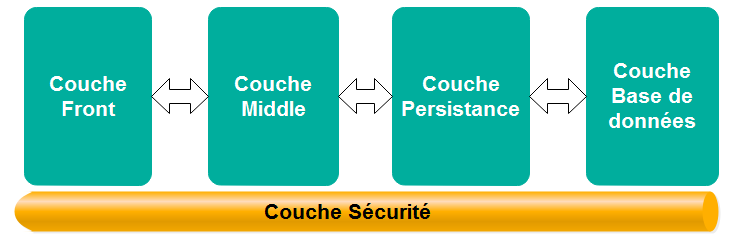 Couche
Front
Couche
Middle
Couche
Persistance
Couche
Base de
données
Couche Sécurité